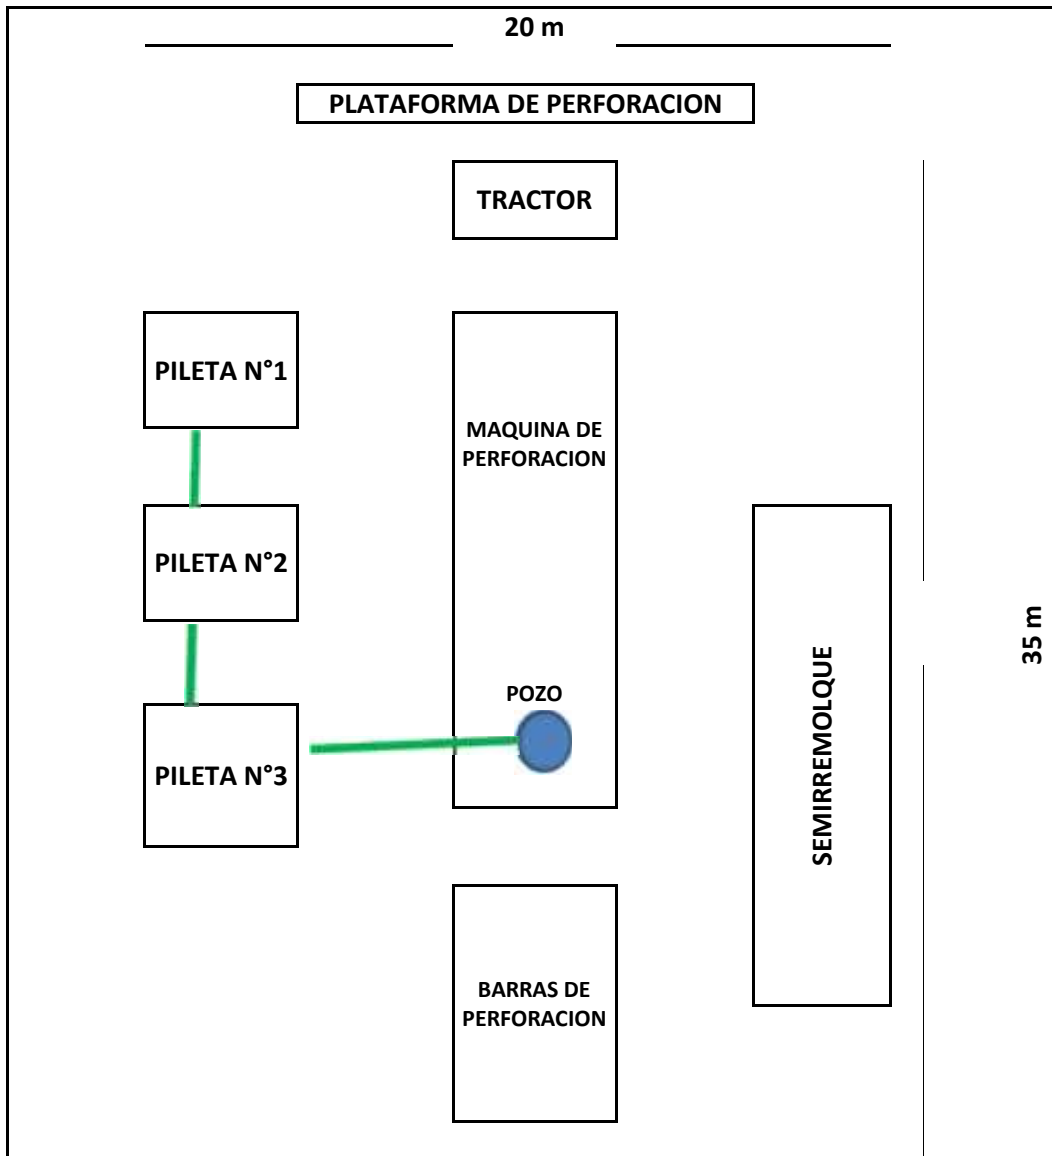 20 m
PLATAFORMA DE PERFORACION
TRACTOR
PILETA N°1
MAQUINA DE
PERFORACION
PILETA N°2
35 m
SEMIRREMOLQUE
POZO
PILETA N°3
BARRAS DE
PERFORACION